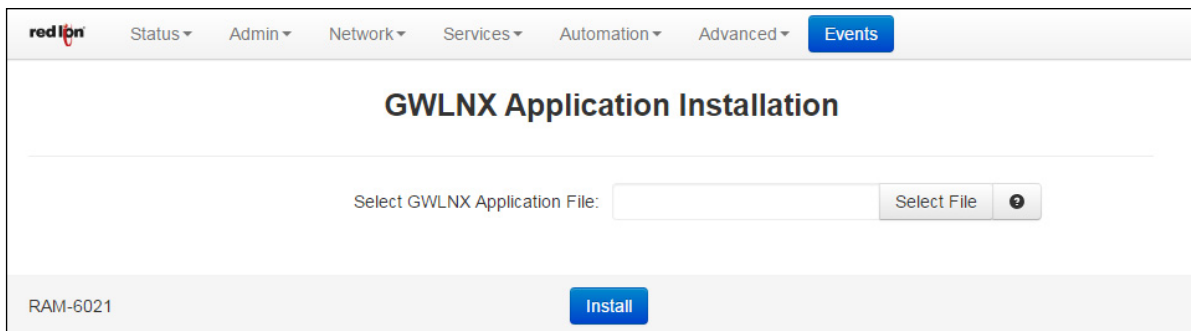 red lion Status Admin Network Services Automation Advanced Events
GWLNX Application Installation
Select GWLNX Application File: Select File ?
RAM-6021 Install